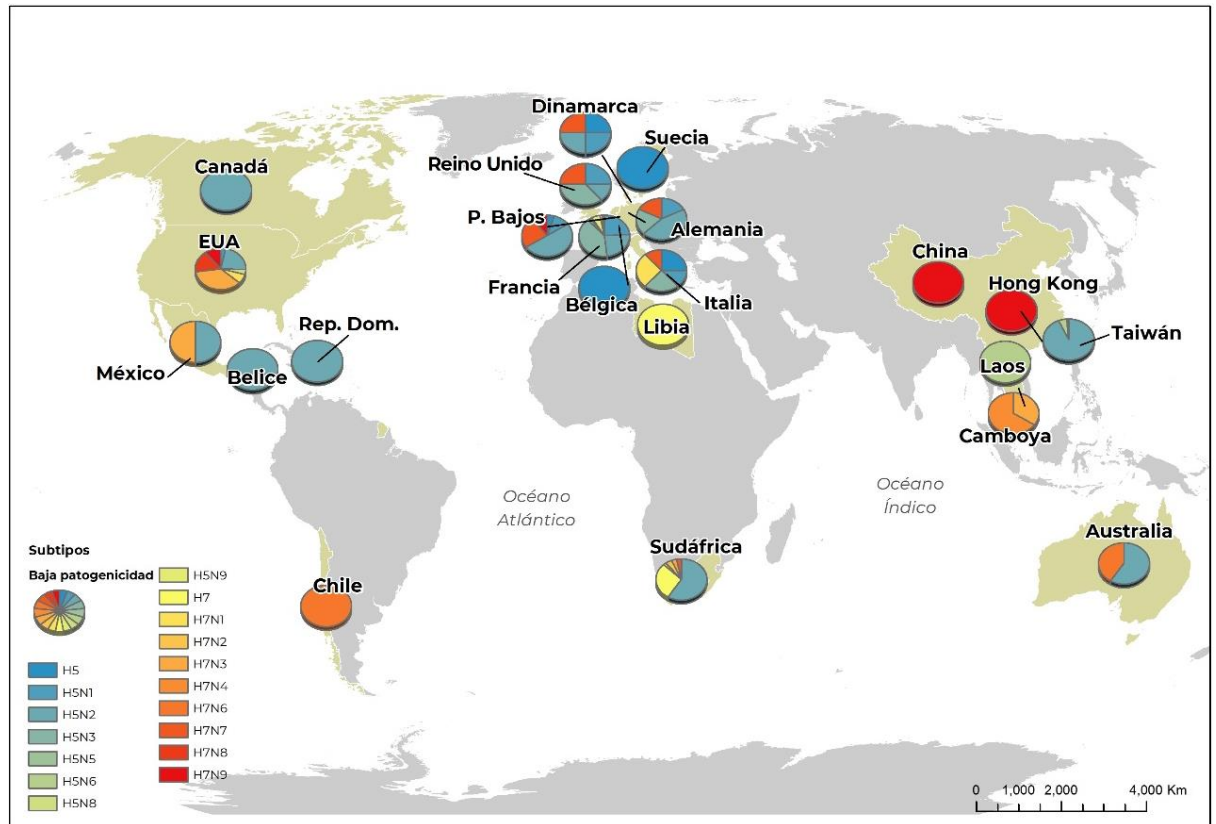 Dinamarca
Suecia
Canadá
Reino Unido
P. Bajos
Alemania
EUA
China
Hong Kong
Francia
Bélgica
Italia
Rep. Dom.
Libia
Taiwán
México
Belice
Laos
Camboya
Océano
Atlántico
Océano
Índico
Sudáfrica
Australia
Chile
Subtipos
Baja patogenicidad
H5
H5N1
H5N2
H5N3
H5N5
H5N6
H5N8
H5N9
H7
H7N1
H7N2
H7N3
H7N4
H7N6
H7N7
H7N8
H7N9
0 1,000 2,000 4,000 Km